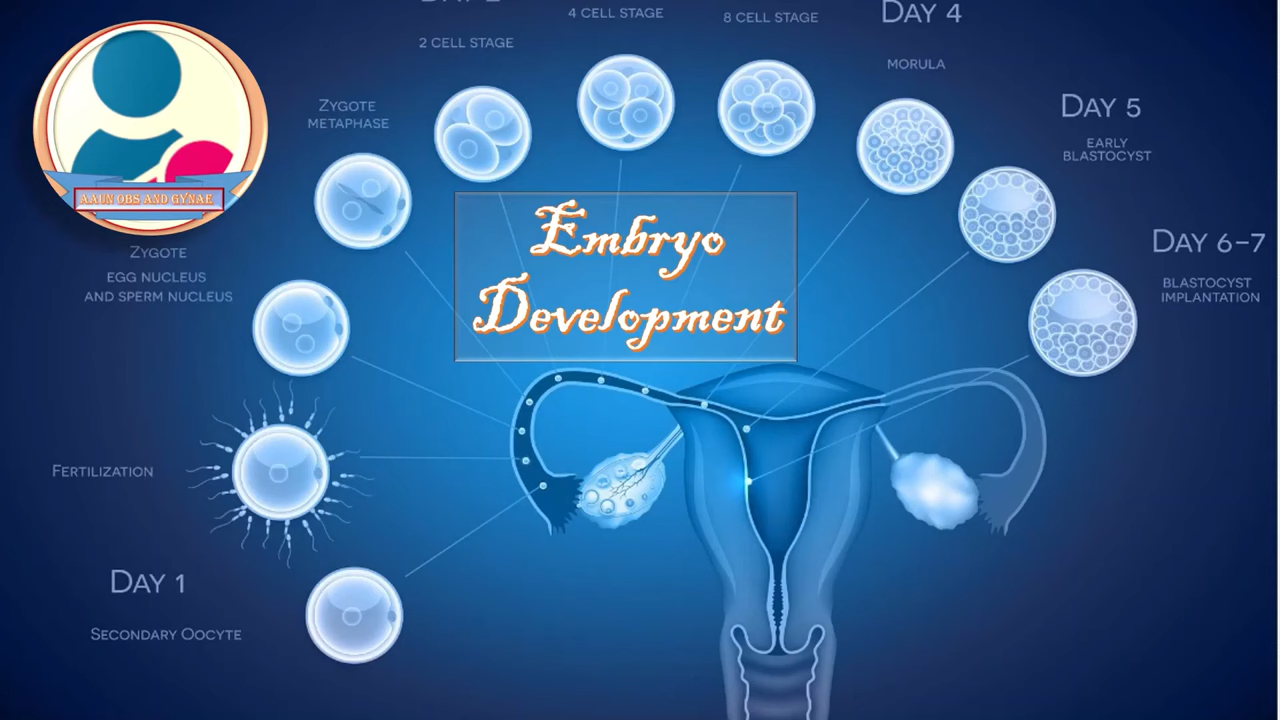 4 CELL STAGE
8 CELL STAGE
DAY 4
2 CELL STAGE
MORULA
ZYGOTE
METAPHASE
DAY 5
EARLY
BLASTOCYST
AAUN OBS AND GYNAE
Embryo
Development
ZYGOTE
EGG NUCLEUS
AND SPERM NUCLEUS
DAY 6-7
BLASTOCYST
IMPLANTATION
FERTILIZATION
DAY 1
SECONDARY OOCYTE